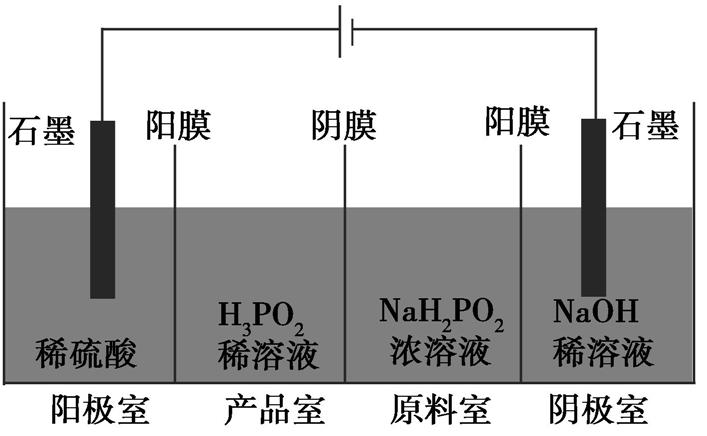 石墨 阳膜 阴膜 阳膜 石墨
H₃PO₂ NaH₂PO₂ NaOH
稀硫酸 稀溶液 浓溶液 稀溶液
阳极室 产品室 原料室 阴极室